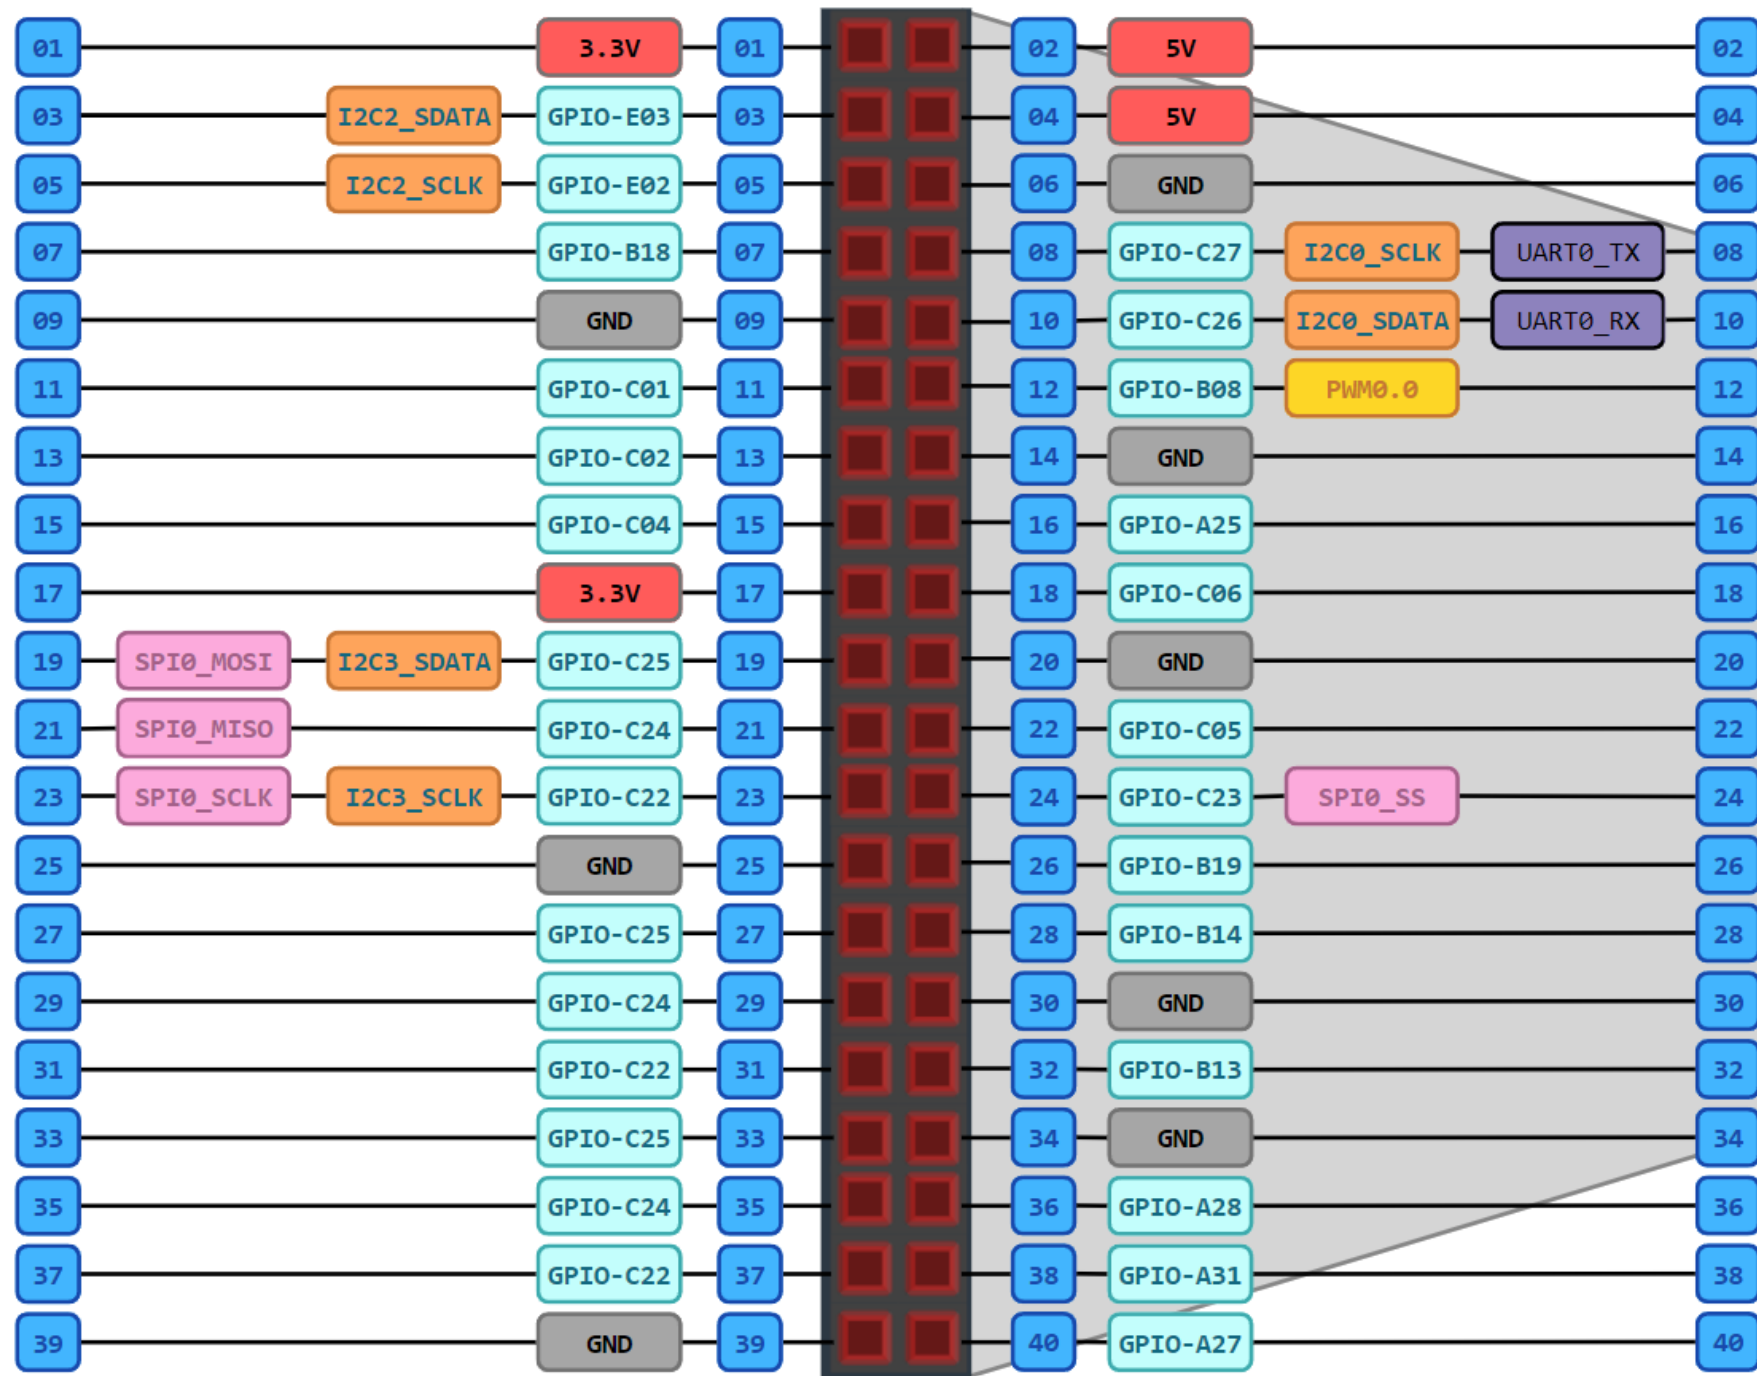 01 3.3V 01 02 5V 02
03 I2C2_SDATA GPIO-E03 03 04 5V 04
05 I2C2_SCLK GPIO-E02 05 06 GND 06
07 GPIO-B18 07 08 GPIO-C27 I2C0_SCLK UART0_TX 08
09 GND 09 10 GPIO-C26 I2C0_SDATA UART0_RX 10
11 GPIO-C01 11 12 GPIO-B08 PWM0.0 12
13 GPIO-C02 13 14 GND 14
15 GPIO-C04 15 16 GPIO-A25 16
17 3.3V 17 18 GPIO-C06 18
19 SPI0_MOSI I2C3_SDATA GPIO-C25 19 20 GND 20
21 SPI0_MISO GPIO-C24 21 22 GPIO-C05 22
23 SPI0_SCLK I2C3_SCLK GPIO-C22 23 24 GPIO-C23 SPI0_SS 24
25 GND 25 26 GPIO-B19 26
27 GPIO-C25 27 28 GPIO-B14 28
29 GPIO-C24 29 30 GND 30
31 GPIO-C22 31 32 GPIO-B13 32
33 GPIO-C25 33 34 GND 34
35 GPIO-C24 35 36 GPIO-A28 36
37 GPIO-C22 37 38 GPIO-A31 38
39 GND 39 40 GPIO-A27 40